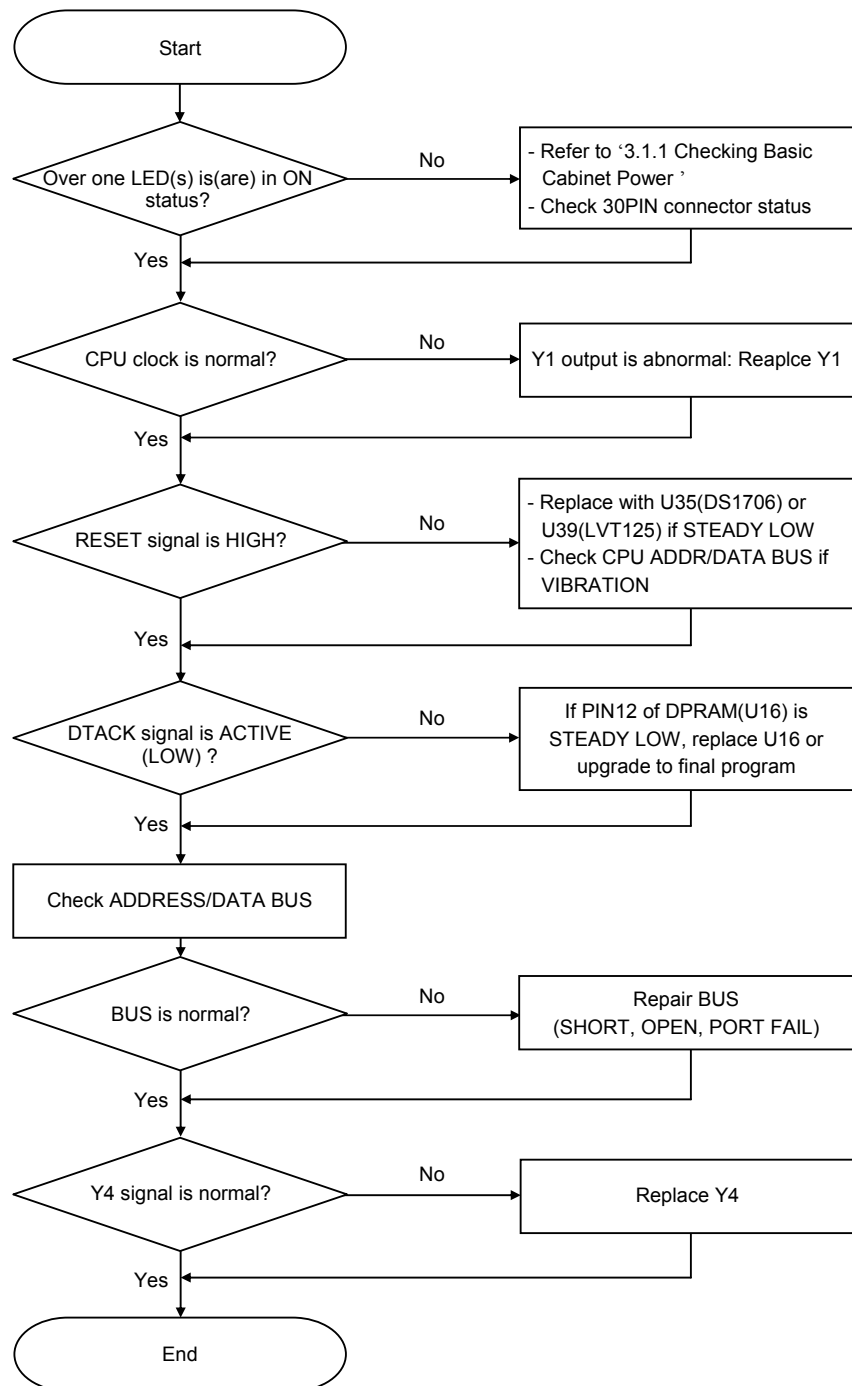 Start
Over one LED(s) is(are) in ON
status?
No
- Refer to ‘3.1.1 Checking Basic
Cabinet Power ’
- Check 30PIN connector status
Yes
CPU clock is normal?
No
Y1 output is abnormal: Reaplce Y1
Yes
RESET signal is HIGH?
No
- Replace with U35(DS1706) or
U39(LVT125) if STEADY LOW
- Check CPU ADDR/DATA BUS if
VIBRATION
Yes
DTACK signal is ACTIVE
(LOW) ?
No
If PIN12 of DPRAM(U16) is
STEADY LOW, replace U16 or
upgrade to final program
Yes
Check ADDRESS/DATA BUS
BUS is normal?
No
Repair BUS
(SHORT, OPEN, PORT FAIL)
Yes
Y4 signal is normal?
No
Replace Y4
Yes
End